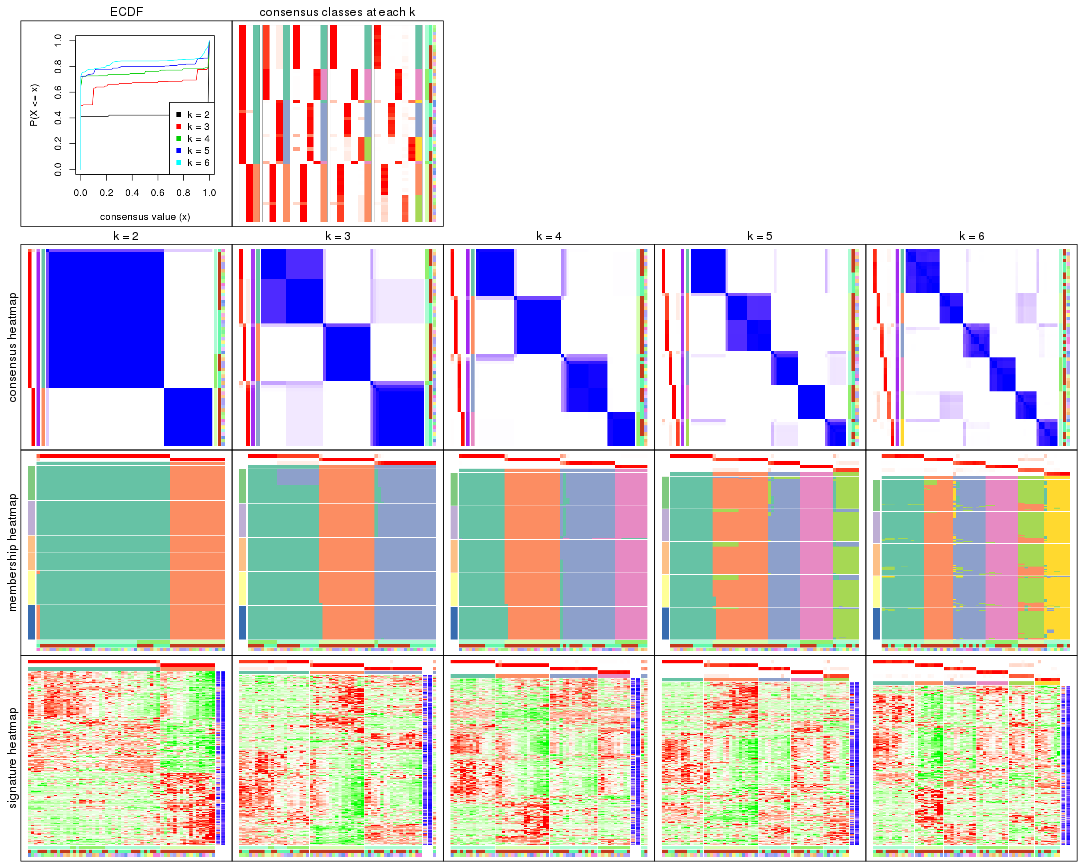 ECDF
consensus classes at each k
P(X <= x)
0.0 0.2 0.4 0.6 0.8 1.0
k = 2
k = 3
k = 4
k = 5
k = 6
0.0 0.2 0.4 0.6 0.8 1.0
consensus value (x)
k = 2
k = 3
k = 4
k = 5
k = 6
consensus heatmap
membership heatmap
signature heatmap